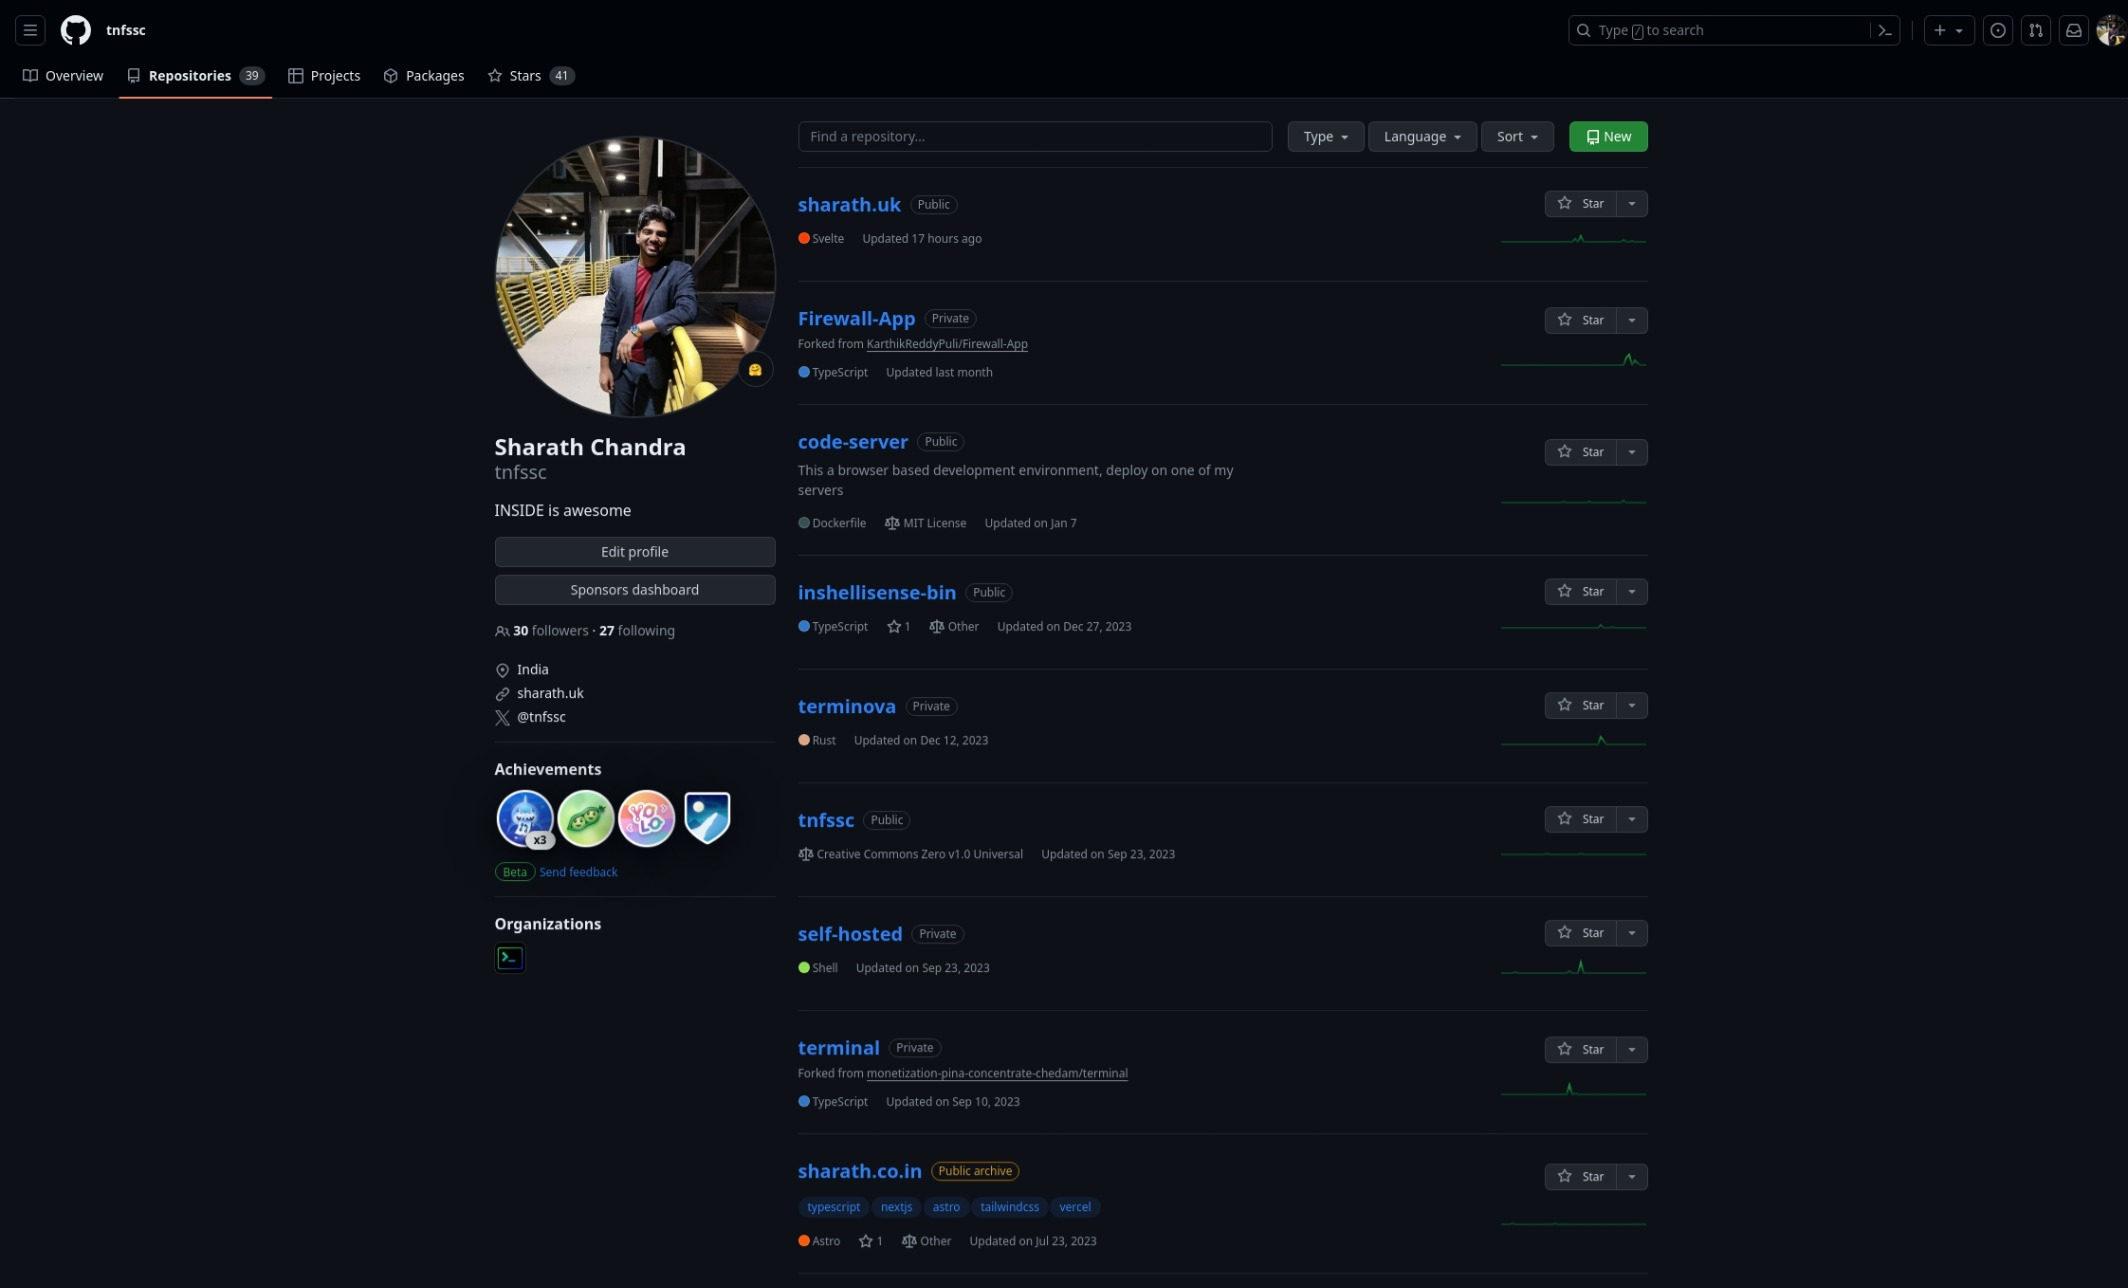 tnfssc
Type / to search
Overview
Repositories 39
Projects
Packages
Stars 41
Sharath Chandra
tnfssc
INSIDE is awesome
Edit profile
Sponsors dashboard
30 followers · 27 following
India
sharath.uk
@tnfssc
Achievements
x3
YOLO
Beta Send feedback
Organizations
Find a repository...
Type
Language
Sort
New
sharath.uk Public
Star
Svelte Updated 17 hours ago
Firewall-App Private
Star
Forked from KarthikReddyPuli/Firewall-App
TypeScript Updated last month
code-server Public
Star
This a browser based development environment, deploy on one of my
servers
Dockerfile MIT License Updated on Jan 7
inshellisense-bin Public
Star
TypeScript 1 Other Updated on Dec 27, 2023
terminova Private
Star
Rust Updated on Dec 12, 2023
tnfssc Public
Star
Creative Commons Zero v1.0 Universal Updated on Sep 23, 2023
self-hosted Private
Star
Shell Updated on Sep 23, 2023
terminal Private
Star
Forked from monetization-pina-concentrate-chedam/terminal
TypeScript Updated on Sep 10, 2023
sharath.co.in Public archive
Star
typescript nextjs astro tailwindcss vercel
Astro 1 Other Updated on Jul 23, 2023